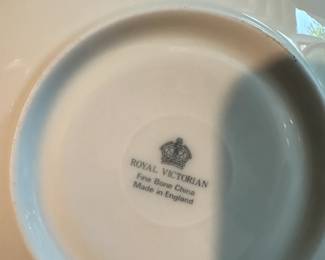 ROYAL VICTORIAN
Fine Bone China
Made in England